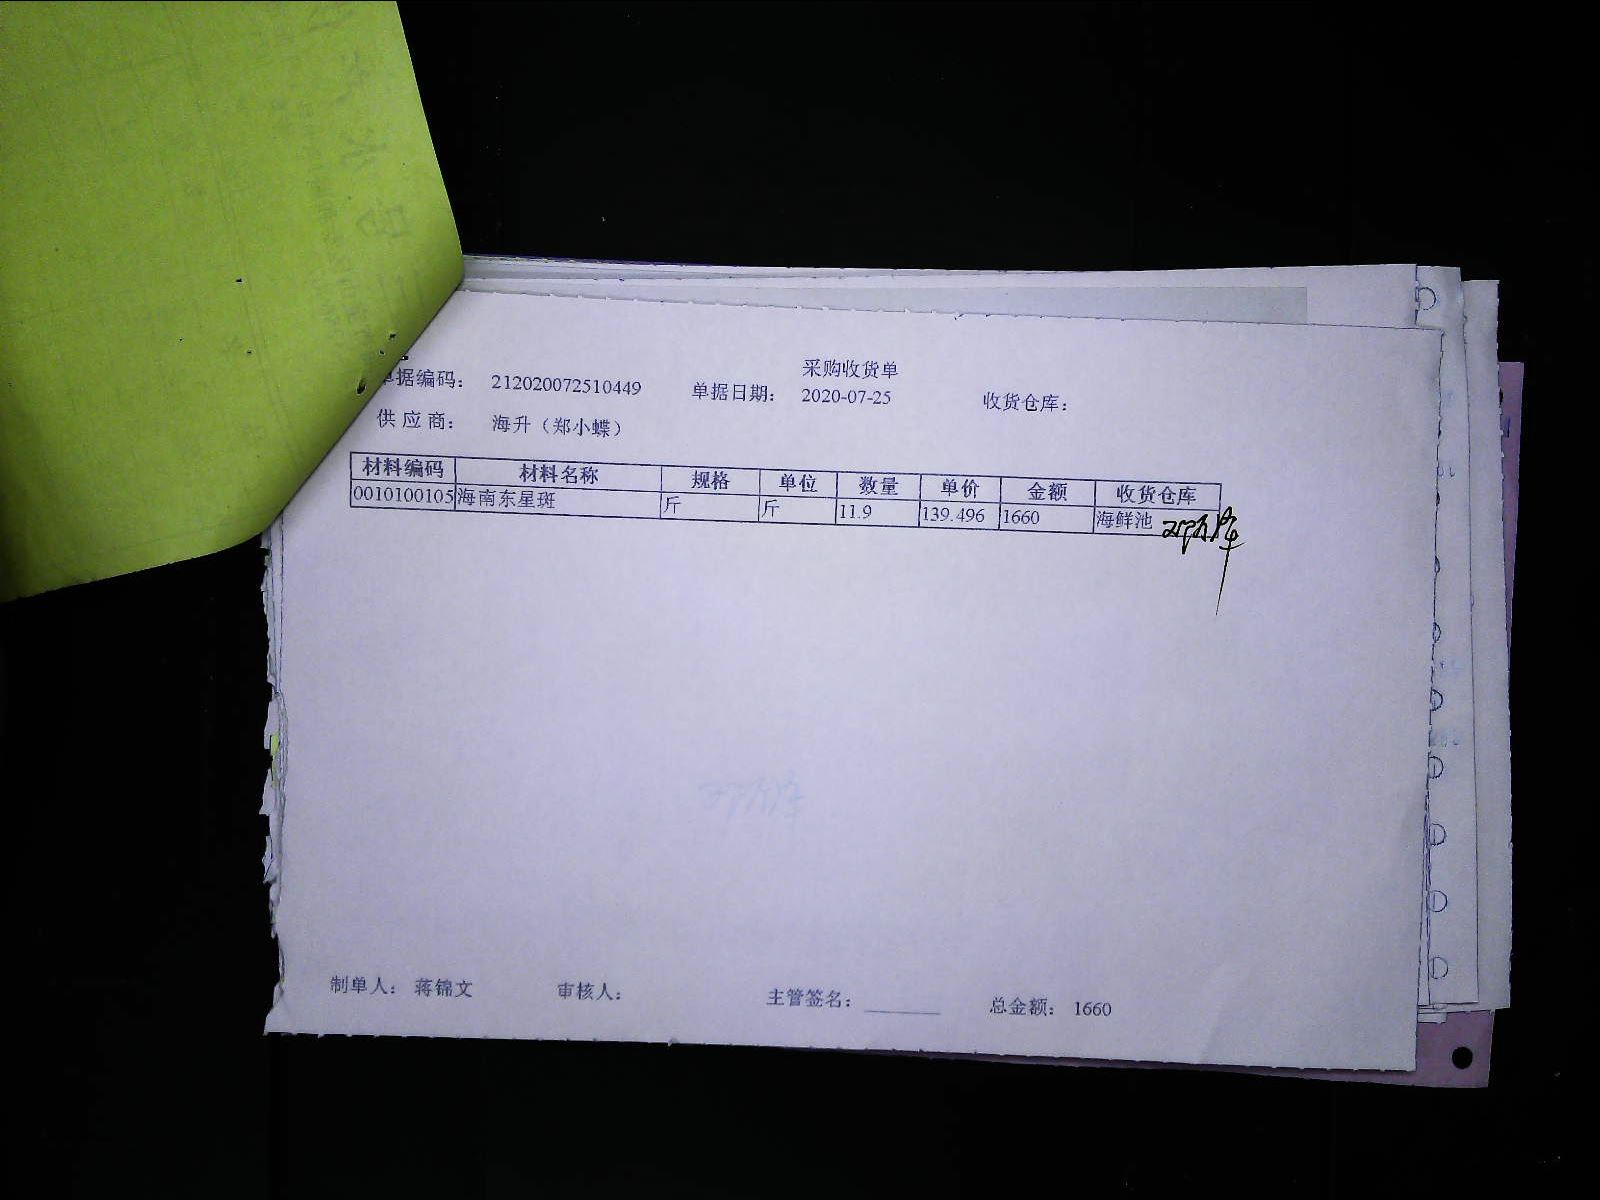 采购收货单
单据编码： 212020072510449 单据日期： 2020-07-25 收货仓库：
供应商： 海升（郑小蝶）
材料编码 材料名称 规格 单位 数量 单价 金额 收货仓库
0010100105 海南东星斑 斤 斤 11.9 139.496 1660 海鲜池
制单人： 蒋锦文 审核人： 主管签名： 总金额： 1660